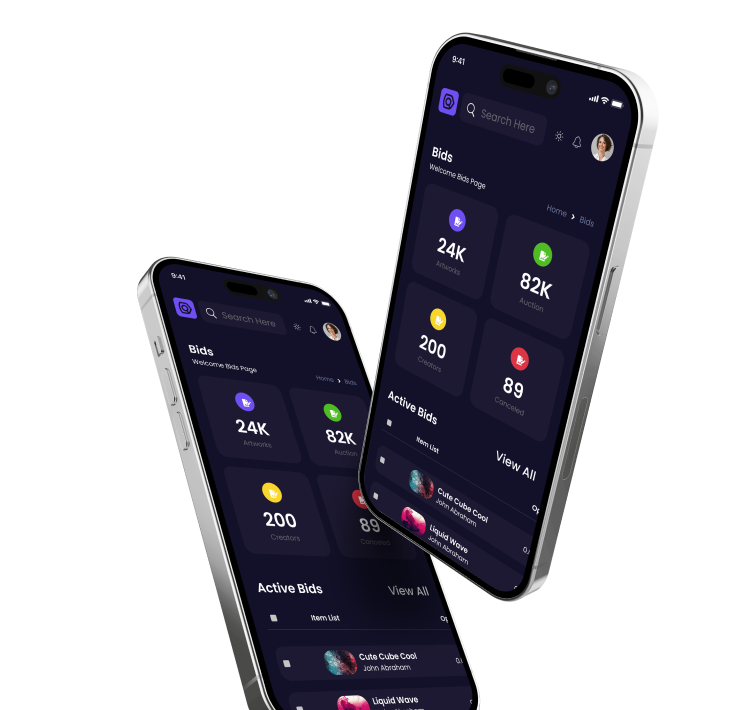 9:41
Search Here
Bids
Welcome Bids Page
Home > Bids
24K
Artworks
82K
Auction
200
Creators
89
Canceled
Active Bids
View All
Item List
Cute Cube Cool
John Abraham
Liquid Wave
John Abraham
9:41
Search Here
Bids
Welcome Bids Page
Home > Bids
24K
Artworks
82K
Auction
200
Creators
89
Canceled
Active Bids
View All
Item List
Cute Cube Cool
John Abraham
Liquid Wave